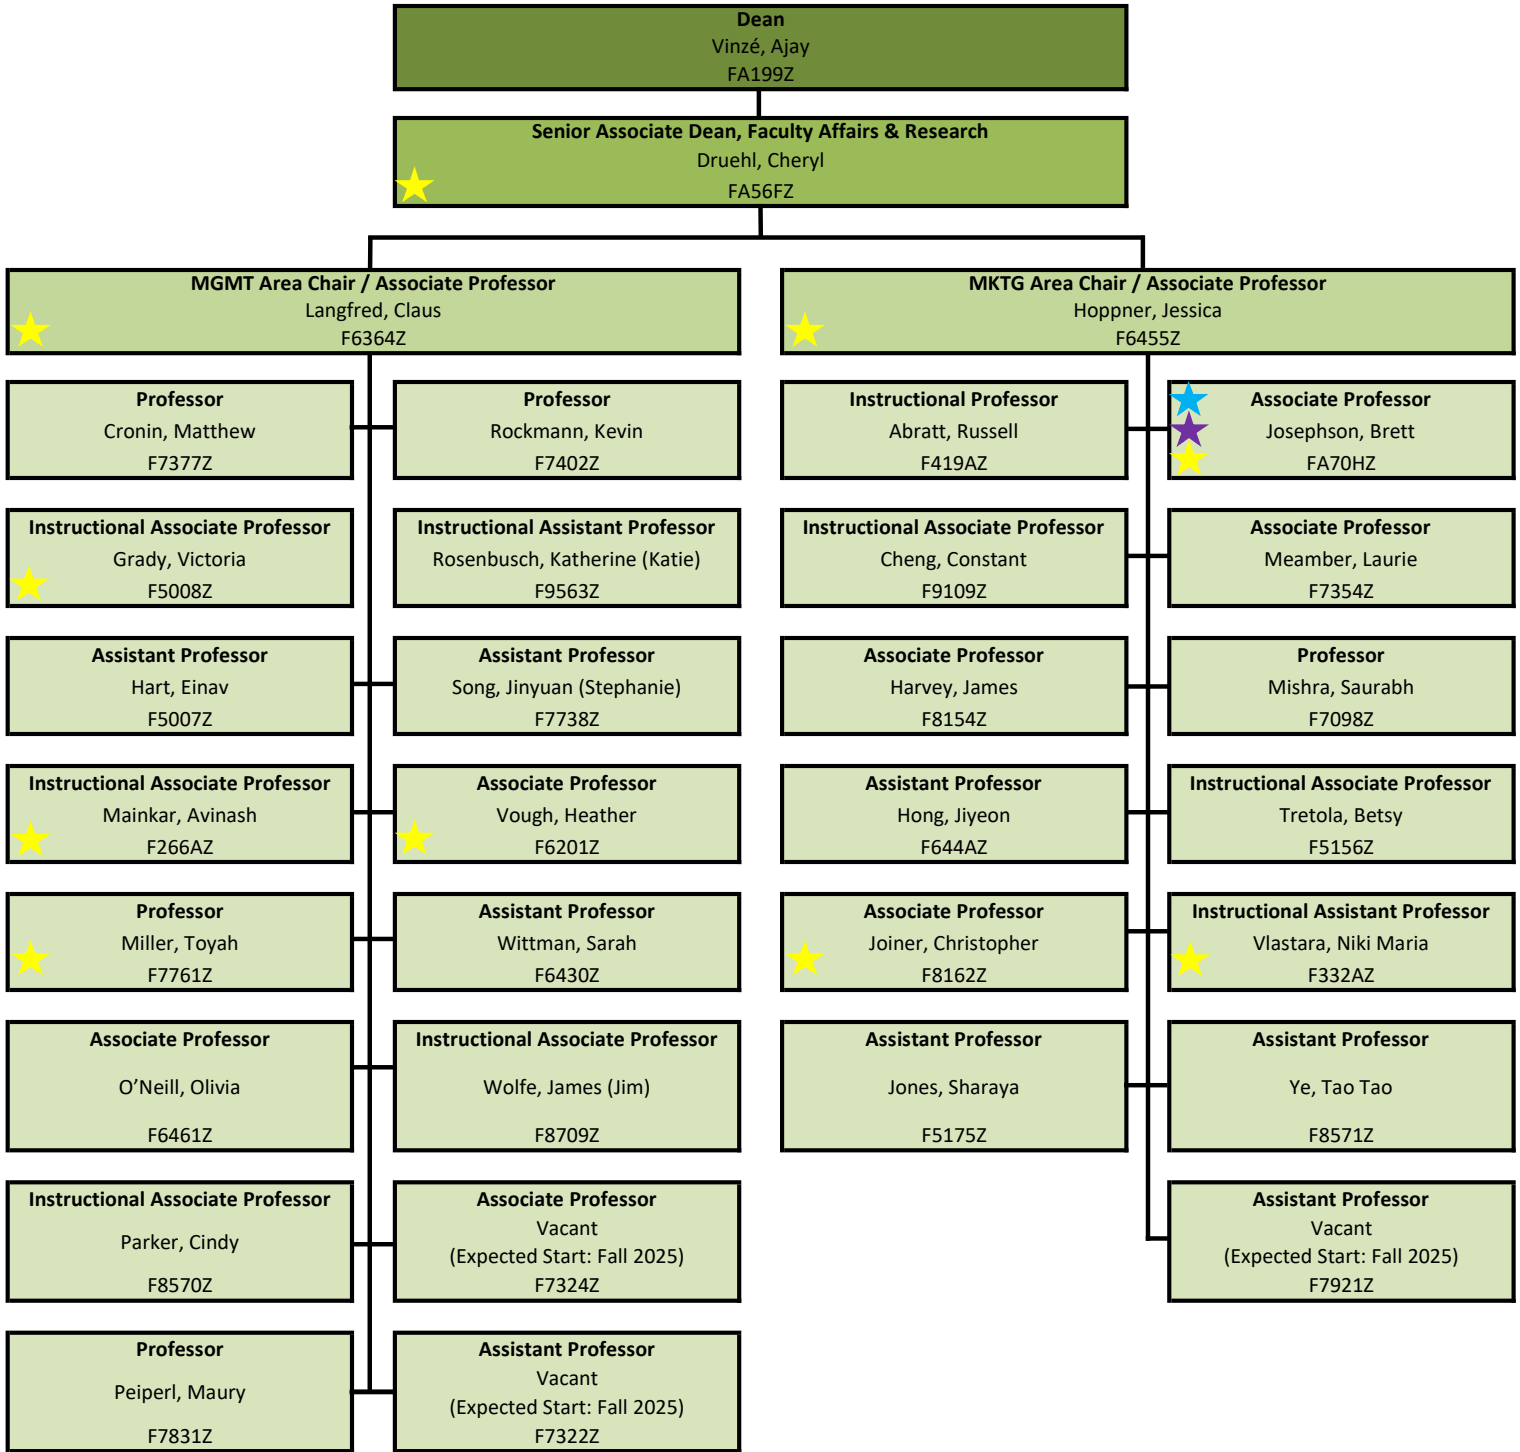 Dean
Vinzé, Ajay
FA199Z
Senior Associate Dean, Faculty Affairs & Research
Druehl, Cheryl
FA56FZ
MGMT Area Chair / Associate Professor
Langfred, Claus
F6364Z
MKTG Area Chair / Associate Professor
Hoppner, Jessica
F6455Z
Professor
Cronin, Matthew
F7377Z
Professor
Rockmann, Kevin
F7402Z
Instructional Professor
Abratt, Russell
F419AZ
Associate Professor
Josephson, Brett
FA70HZ
Instructional Associate Professor
Grady, Victoria
F5008Z
Instructional Assistant Professor
Rosenbusch, Katherine (Katie)
F9563Z
Instructional Associate Professor
Cheng, Constant
F9109Z
Associate Professor
Meamber, Laurie
F7354Z
Assistant Professor
Hart, Einav
F5007Z
Assistant Professor
Song, Jinyuan (Stephanie)
F7738Z
Associate Professor
Harvey, James
F8154Z
Professor
Mishra, Saurabh
F7098Z
Instructional Associate Professor
Mainkar, Avinash
F266AZ
Associate Professor
Vough, Heather
F6201Z
Assistant Professor
Hong, Jiyeon
F644AZ
Instructional Associate Professor
Tretola, Betsy
F5156Z
Professor
Miller, Toyah
F7761Z
Assistant Professor
Wittman, Sarah
F6430Z
Associate Professor
Joiner, Christopher
F8162Z
Instructional Assistant Professor
Vlastara, Niki Maria
F332AZ
Associate Professor
O’Neill, Olivia
F6461Z
Instructional Associate Professor
Wolfe, James (Jim)
F8709Z
Assistant Professor
Jones, Sharaya
F5175Z
Assistant Professor
Ye, Tao Tao
F8571Z
Instructional Associate Professor
Parker, Cindy
F8570Z
Associate Professor
Vacant
(Expected Start: Fall 2025)
F7324Z
Assistant Professor
Vacant
(Expected Start: Fall 2025)
F7921Z
Professor
Peiperl, Maury
F7831Z
Assistant Professor
Vacant
(Expected Start: Fall 2025)
F7322Z